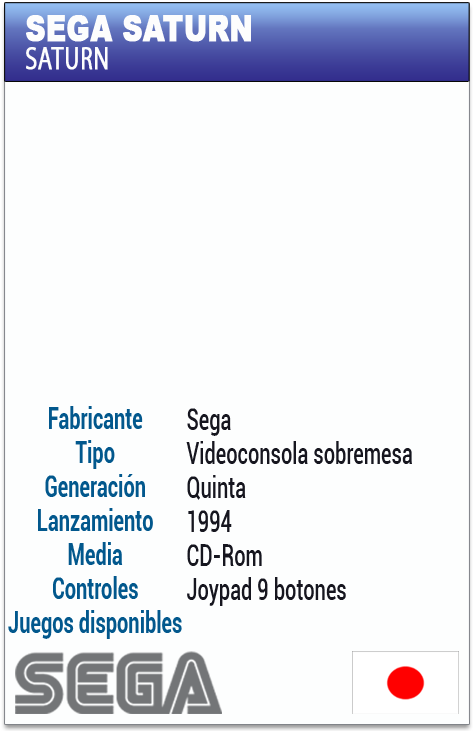 SEGA SATURN
SATURN
Fabricante Sega
Tipo Videoconsola sobremesa
Generación Quinta
Lanzamiento 1994
Media CD-Rom
Controles Joypad 9 botones
Juegos disponibles
SEGA